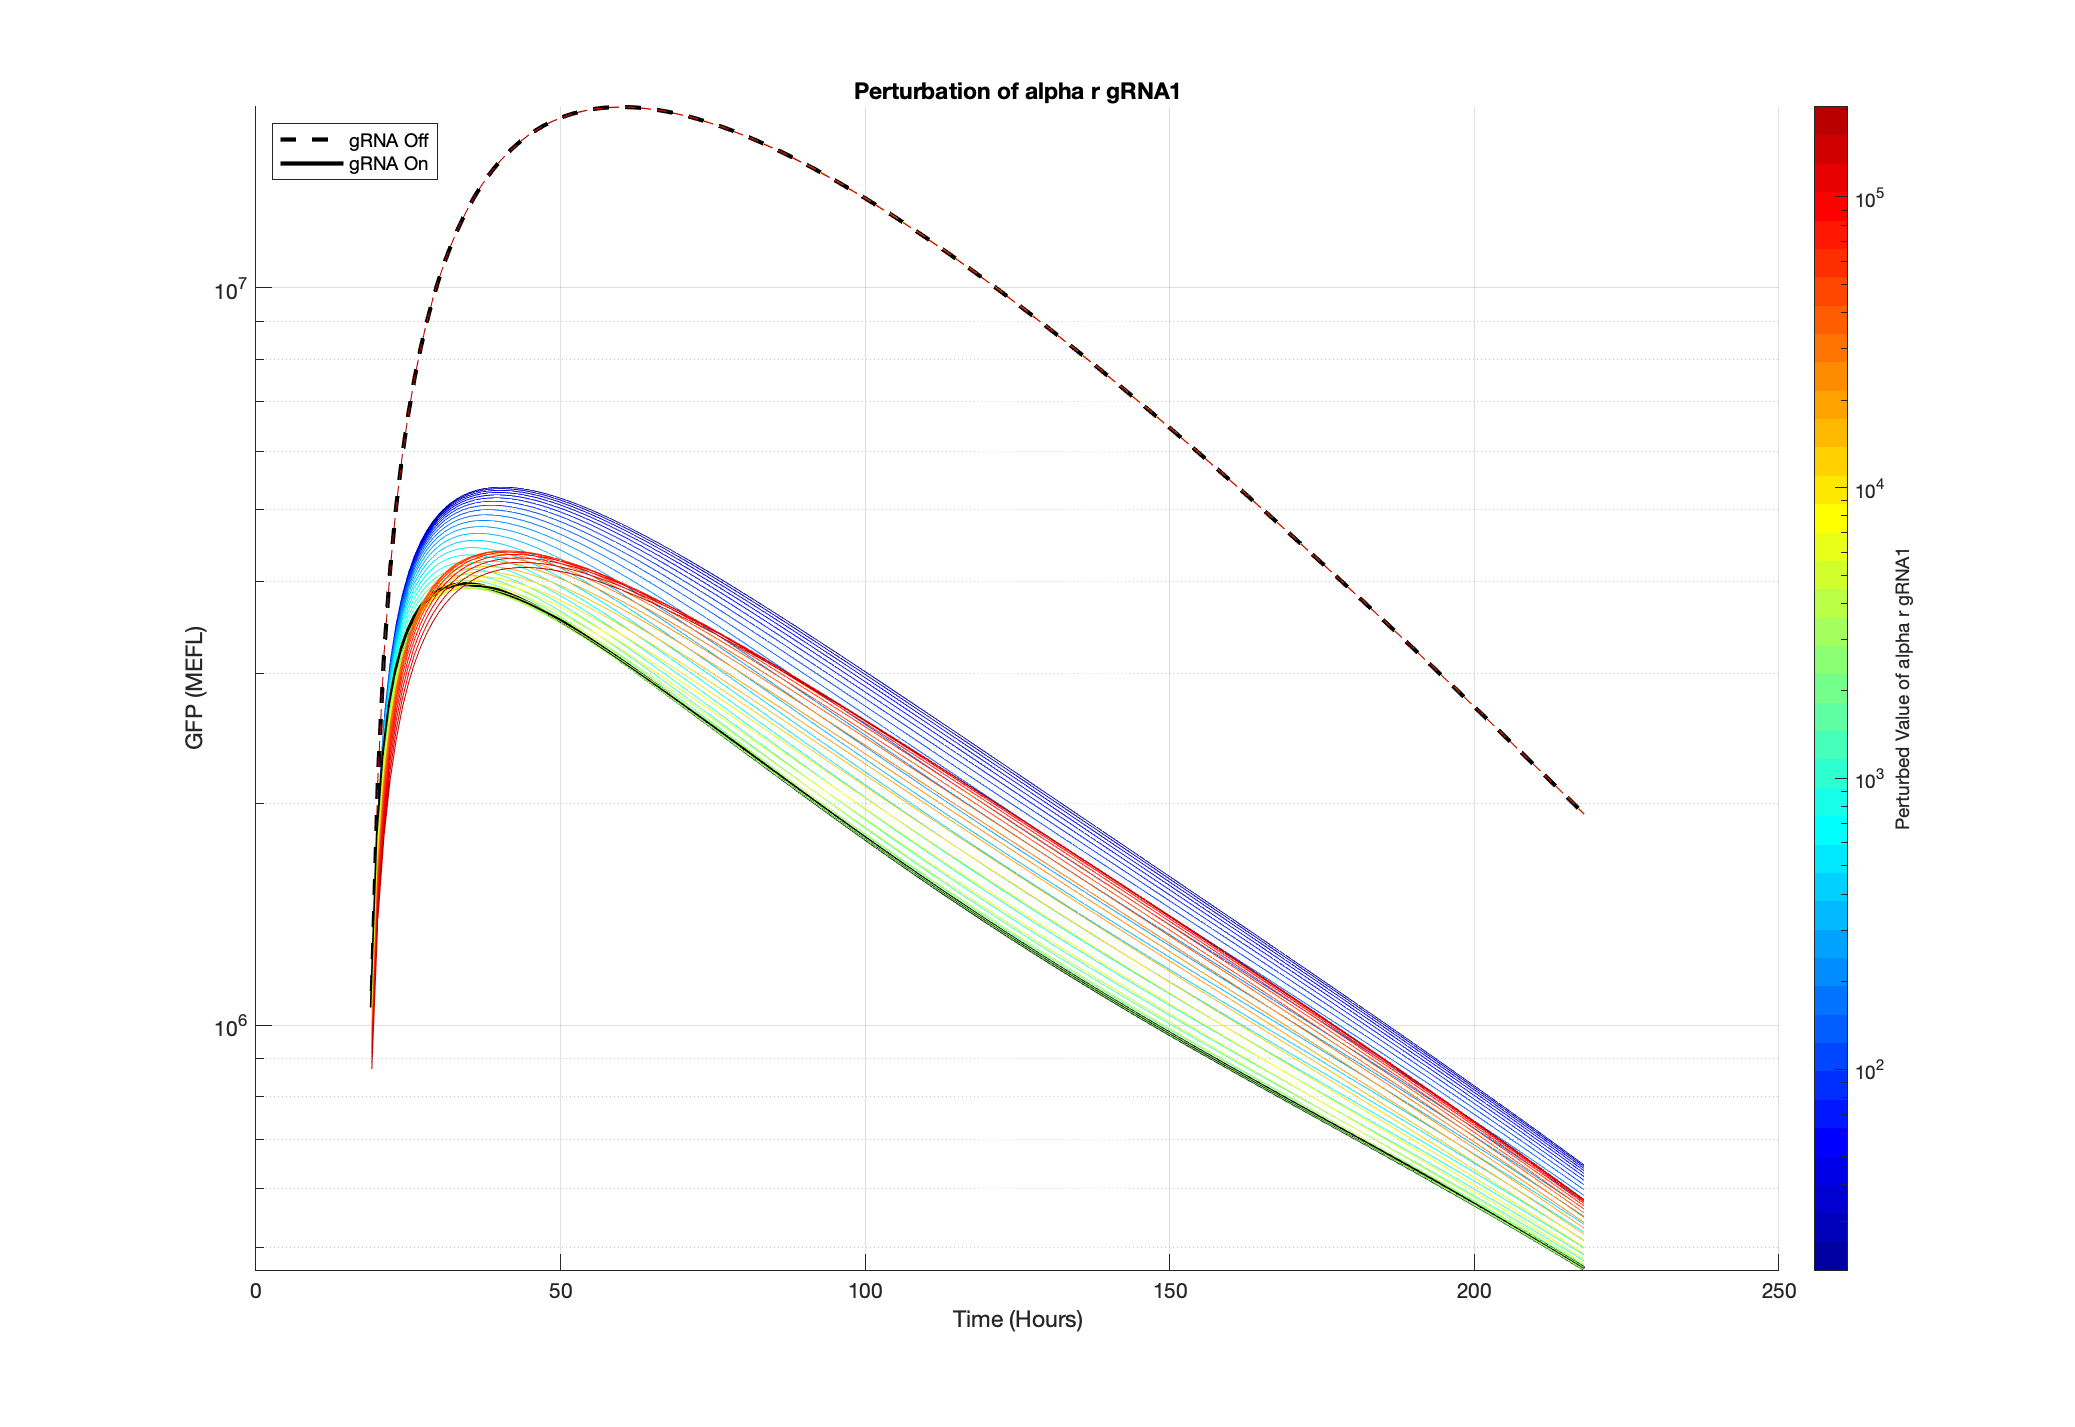 Perturbation of alpha r gRNA1
gRNA Off
gRNA On
GFP (MEFL)
10^7
10^6
0
50
100
150
200
250
Time (Hours)
10^5
10^4
10^3
10^2
Perturbed Value of alpha r gRNA1